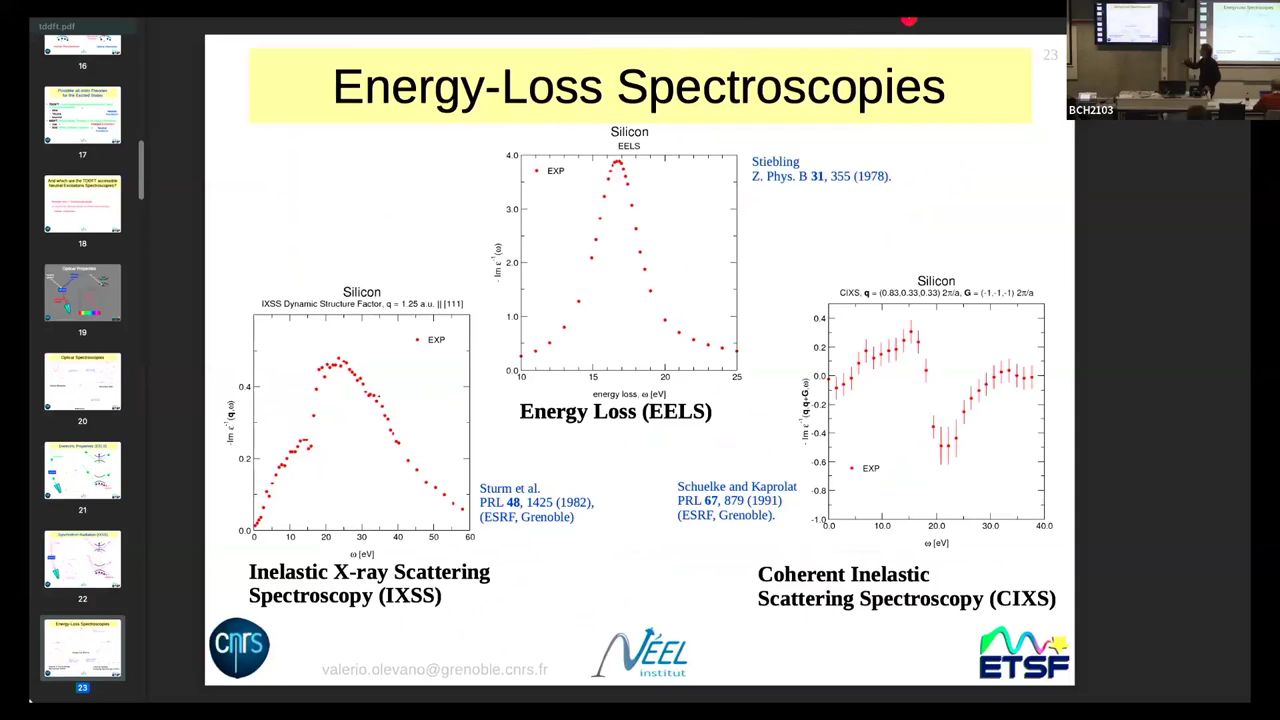 tddft.pdf
16
17
18
19
20
21
22
23
23
Energy-Loss Spectroscopies
BCH2103
Silicon
EELS
EXP
4.0
3.0
2.0
1.0
0.0
10
15
20
25
- Im ε⁻¹(ω)
energy loss, ω [eV]
Energy Loss (EELS)
Stiebling
Z. Phys. B 31, 355 (1978).
Silicon
IXSS Dynamic Structure Factor, q = 1.25 a.u. || [111]
EXP
0.4
0.2
0.0
0
10
20
30
40
50
60
- Im ε⁻¹(q,ω)
ω [eV]
Sturm et al.
PRL 48, 1425 (1982),
(ESRF, Grenoble)
Inelastic X-ray Scattering
Spectroscopy (IXSS)
Silicon
CIXS, q = (0.83,0.33,0.33) 2π/a, G = (-1,-1,-1) 2π/a
0.4
0.2
0.0
-0.2
-0.4
-0.6
-0.8
-1.0
0.0
10.0
20.0
30.0
40.0
- Im ε⁻¹(q,q+G,ω)
EXP
ω [eV]
Schuelke and Kaprolat
PRL 67, 879 (1991)
(ESRF, Grenoble).
Coherent Inelastic
Scattering Spectroscopy (CIXS)
cnrs
valerio.olevano@grenoble.cnrs.fr
NÉEL
institut
ETSF